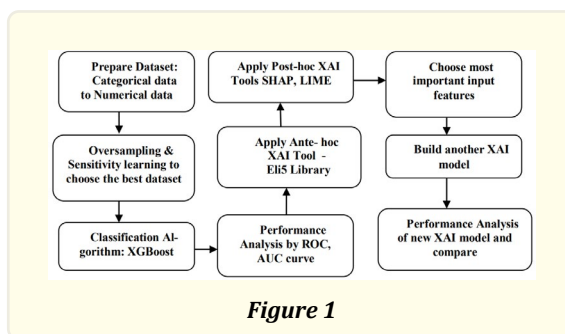 Prepare Dataset:
Categorical data
to Numerical data
Oversampling &
Sensitivity learning to
choose the best dataset
Classification Al-
gorithm: XGBoost
Performance
Analysis by ROC,
AUC curve
Apply Ante- hoc
XAI Tool -
Eli5 Library
Apply Post-hoc XAI
Tools SHAP, LIME
Choose most
important input
features
Build another XAI
model
Performance Analysis
of new XAI model and
compare
Figure 1